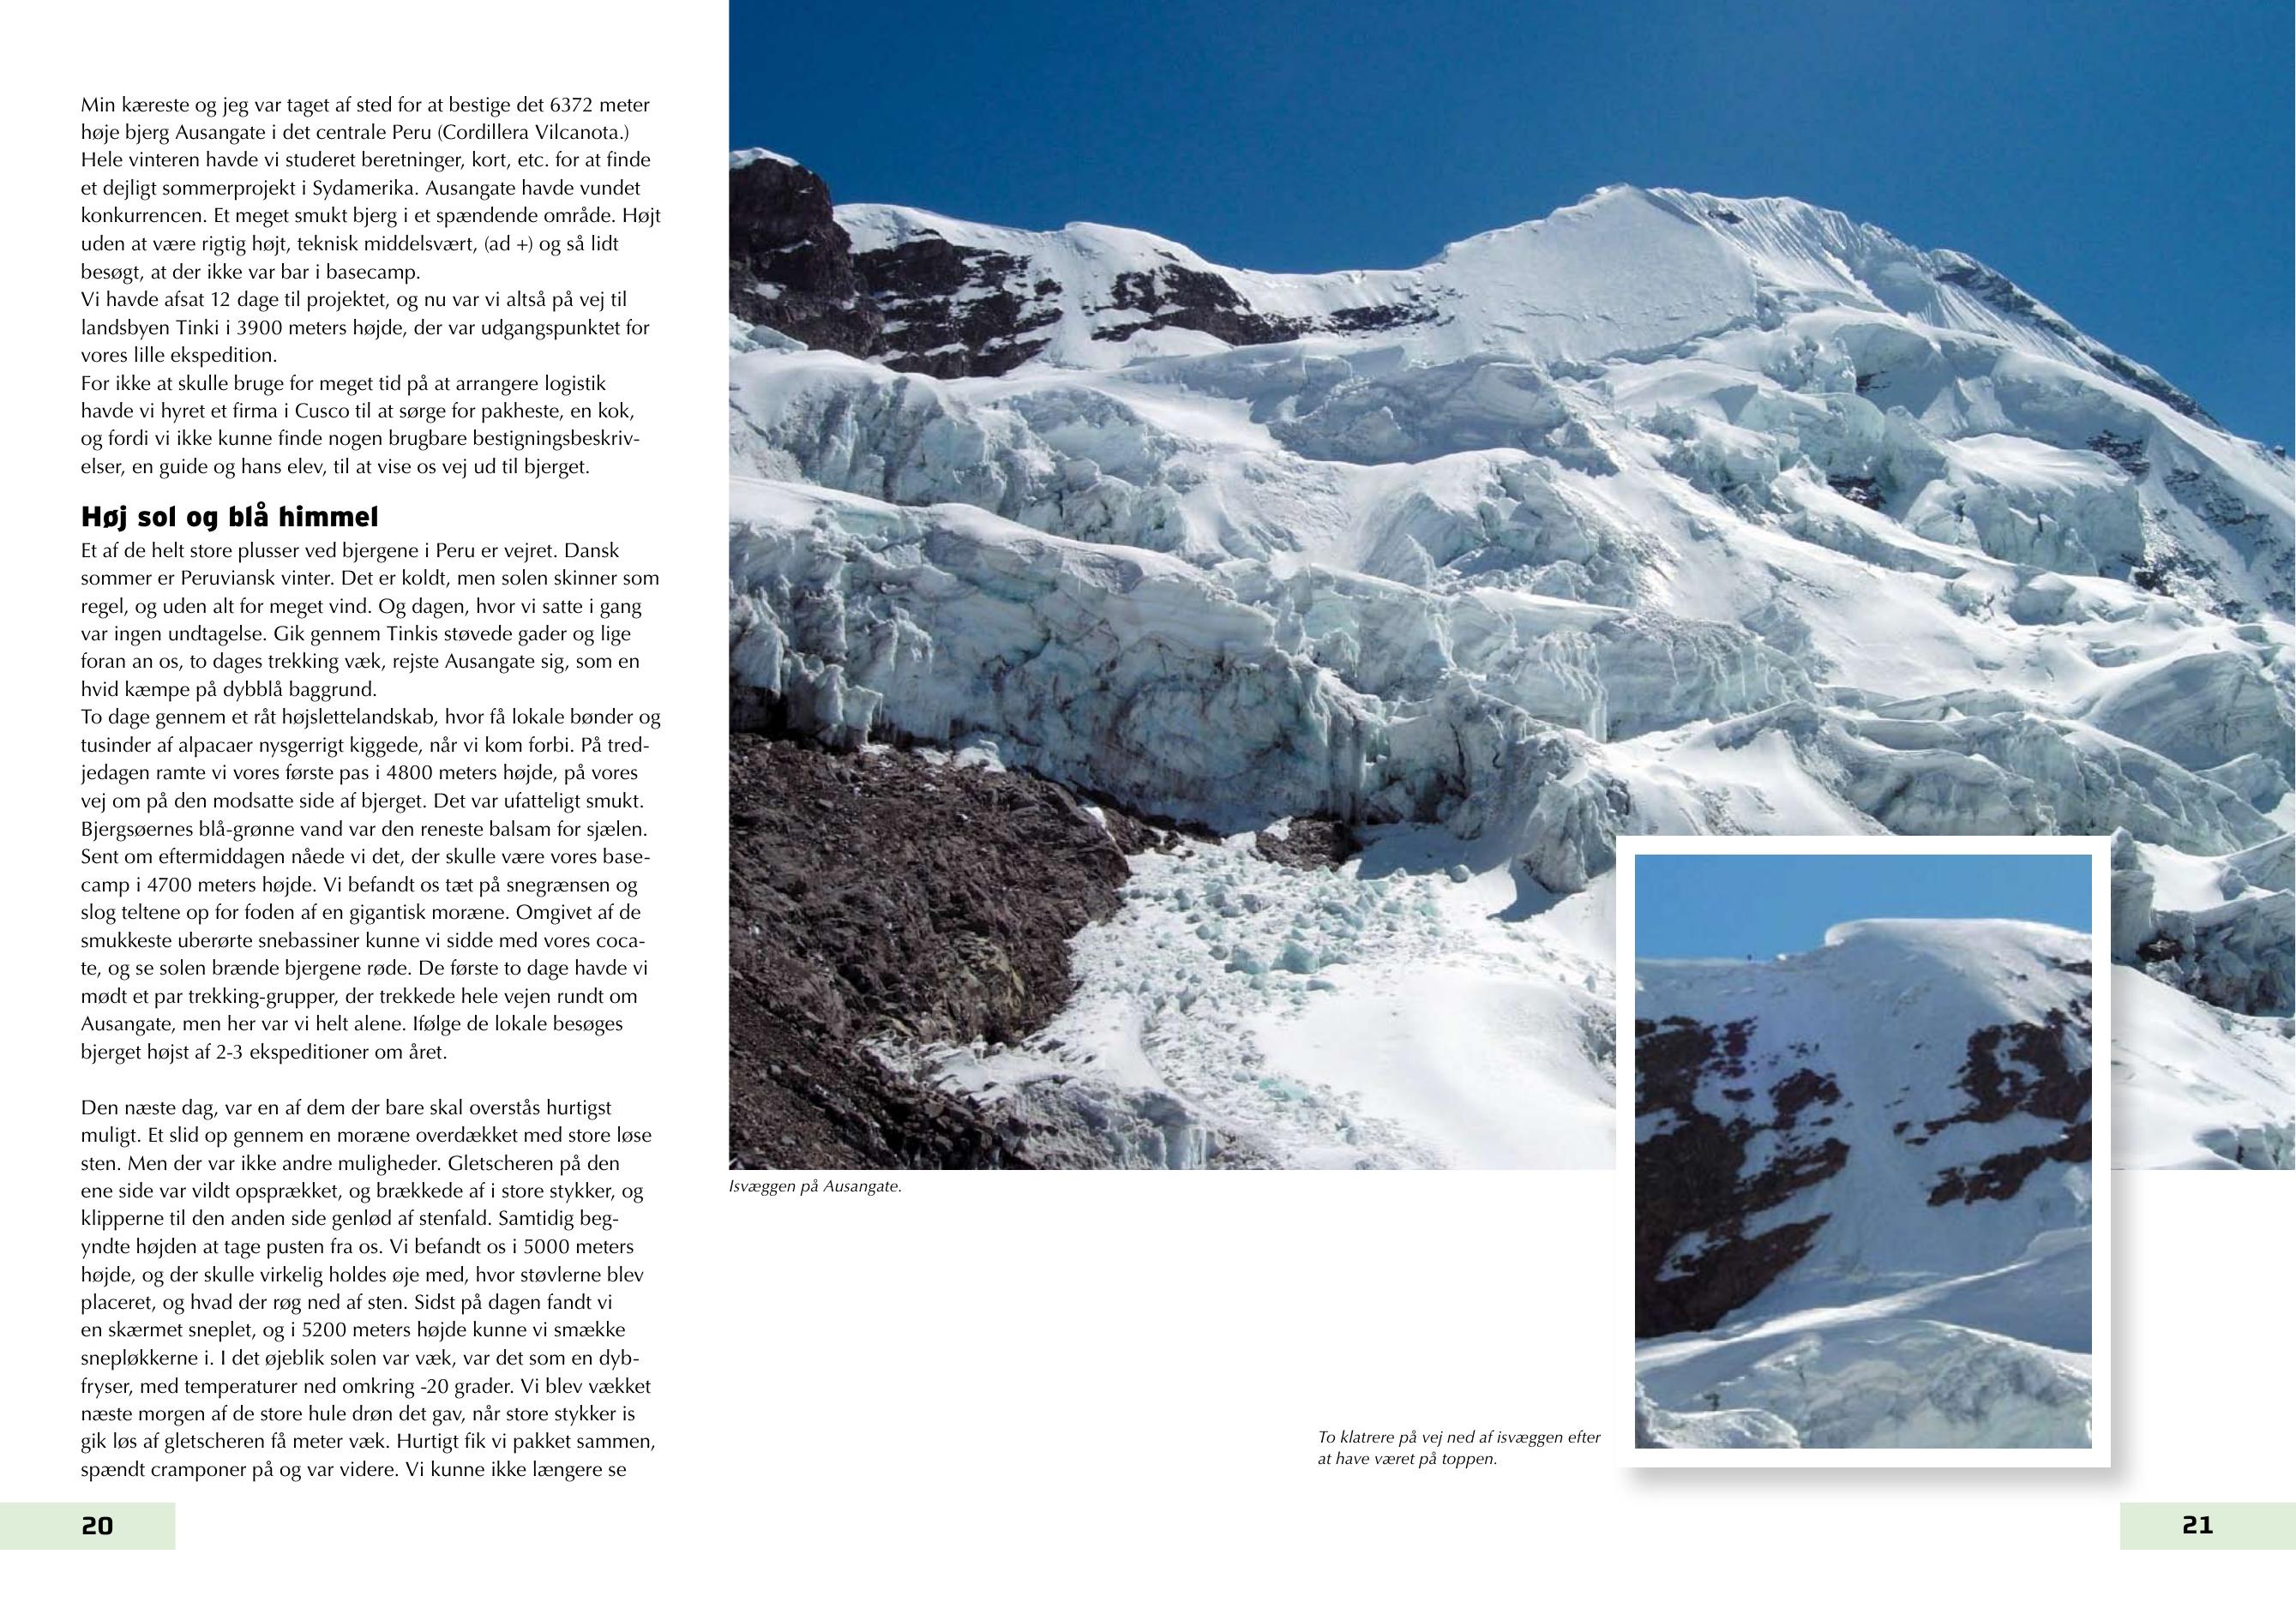 Min kæreste og jeg var taget af sted for at bestige det 6372 meter
høje bjerg Ausangate i det centrale Peru (Cordillera Vilcanota.)
Hele vinteren havde vi studeret beretninger, kort, etc. for at finde
et dejligt sommerprojekt i Sydamerika. Ausangate havde vundet
konkurrencen. Et meget smukt bjerg i et spændende område. Højt
uden at være rigtig højt, teknisk middelsvært, (ad +) og så lidt
besøgt, at der ikke var bar i basecamp.
Vi havde afsat 12 dage til projektet, og nu var vi altså på vej til
landsbyen Tinki i 3900 meters højde, der var udgangspunktet for
vores lille ekspedition.
For ikke at skulle bruge for meget tid på at arrangere logistik
havde vi hyret et firma i Cusco til at sørge for pakheste, en kok,
og fordi vi ikke kunne finde nogen brugbare bestigningsbeskriv-
elser, en guide og hans elev, til at vise os vej ud til bjerget.
Høj sol og blå himmel
Et af de helt store plusser ved bjergene i Peru er vejret. Dansk
sommer er Peruviansk vinter. Det er koldt, men solen skinner som
regel, og uden alt for meget vind. Og dagen, hvor vi satte i gang
var ingen undtagelse. Gik gennem Tinkis støvede gader og lige
foran an os, to dages trekking væk, rejste Ausangate sig, som en
hvid kæmpe på dybblå baggrund.
To dage gennem et råt højslettelandskab, hvor få lokale bønder og
tusinder af alpacaer nysgerrigt kiggede, når vi kom forbi. På tred-
jedagen ramte vi vores første pas i 4800 meters højde, på vores
vej om på den modsatte side af bjerget. Det var ufatteligt smukt.
Bjergsøernes blå-grønne vand var den reneste balsam for sjælen.
Sent om eftermiddagen nåede vi det, der skulle være vores base-
camp i 4700 meters højde. Vi befandt os tæt på snegrænsen og
slog teltene op for foden af en gigantisk moræne. Omgivet af de
smukkeste uberørte snebassiner kunne vi sidde med vores coca-
te, og se solen brænde bjergene røde. De første to dage havde vi
mødt et par trekking-grupper, der trekkede hele vejen rundt om
Ausangate, men her var vi helt alene. Ifølge de lokale besøges
bjerget højst af 2-3 ekspeditioner om året.
Den næste dag, var en af dem der bare skal overstås hurtigst
muligt. Et slid op gennem en moræne overdækket med store løse
sten. Men der var ikke andre muligheder. Gletscheren på den
ene side var vildt opsprækket, og brækkede af i store stykker, og
klipperne til den anden side genlød af stenfald. Samtidig beg-
yndte højden at tage pusten fra os. Vi befandt os i 5000 meters
højde, og der skulle virkelig holdes øje med, hvor støvlerne blev
placeret, og hvad der røg ned af sten. Sidst på dagen fandt vi
en skærmet sneplet, og i 5200 meters højde kunne vi smække
snepløkkerne i. I det øjeblik solen var væk, var det som en dyb-
fryser, med temperaturer ned omkring -20 grader. Vi blev vækket
næste morgen af de store hule drøn det gav, når store stykker is
gik løs af gletscheren få meter væk. Hurtigt fik vi pakket sammen,
spændt cramponer på og var videre. Vi kunne ikke længere se
20
Isvæggen på Ausangate.
To klatrere på vej ned af isvæggen efter
at have været på toppen.
21